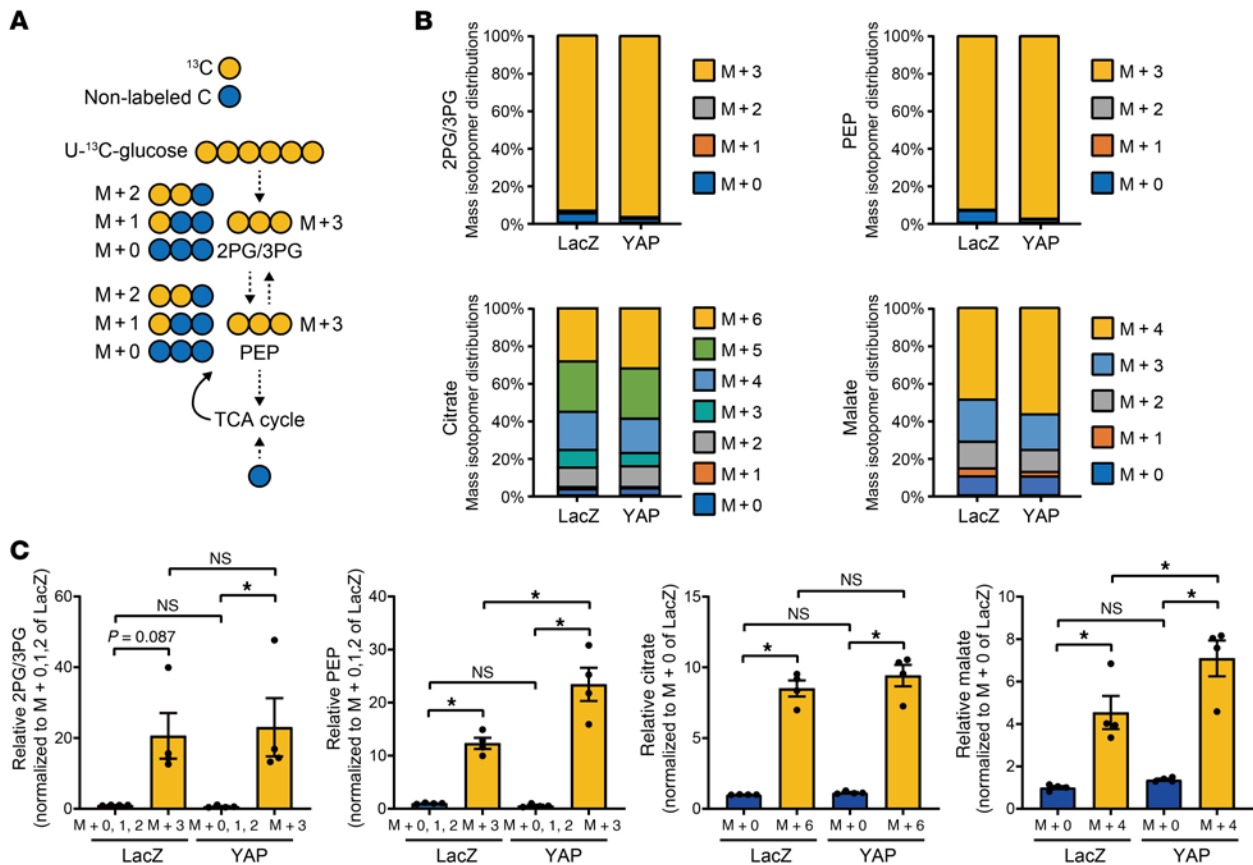 A
¹³C
Non-labeled C
U-¹³C-glucose
M + 2
M + 1
M + 0
M + 3
2PG/3PG
M + 2
M + 1
M + 0
M + 3
PEP
TCA cycle
B
2PG/3PG
Mass isotopomer distributions
100%
80%
60%
40%
20%
0%
LacZ
YAP
M + 3
M + 2
M + 1
M + 0
PEP
Mass isotopomer distributions
100%
80%
60%
40%
20%
0%
LacZ
YAP
M + 3
M + 2
M + 1
M + 0
Citrate
Mass isotopomer distributions
100%
80%
60%
40%
20%
0%
LacZ
YAP
M + 6
M + 5
M + 4
M + 3
M + 2
M + 1
M + 0
Malate
Mass isotopomer distributions
100%
80%
60%
40%
20%
0%
LacZ
YAP
M + 4
M + 3
M + 2
M + 1
M + 0
C
Relative 2PG/3PG
(normalized to M + 0,1,2 of LacZ)
60
40
20
0
NS
*
NS
P = 0.087
M + 0, 1, 2
M + 3
M + 0, 1, 2
M + 3
LacZ
YAP
Relative PEP
(normalized to M + 0,1,2 of LacZ)
40
30
20
10
0
*
*
NS
*
M + 0, 1, 2
M + 3
M + 0, 1, 2
M + 3
LacZ
YAP
Relative citrate
(normalized to M + 0 of LacZ)
15
10
5
0
NS
NS
*
*
M + 0
M + 6
M + 0
M + 6
LacZ
YAP
Relative malate
(normalized to M + 0 of LacZ)
10
8
6
4
2
0
*
*
NS
*
M + 0
M + 4
M + 0
M + 4
LacZ
YAP